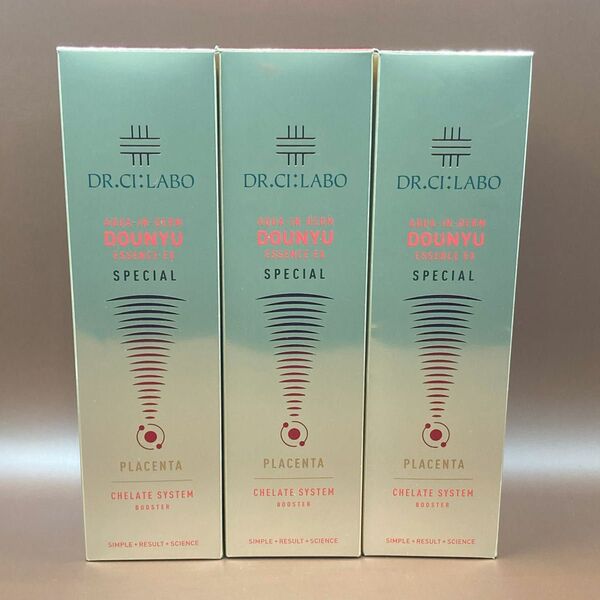 DR.CI:LABO
AQUA-IN-DERM
DOUNYU
ESSENCE EX
SPECIAL
PLACENTA
CHELATE SYSTEM
BOOSTER
SIMPLE + RESULT + SCIENCE
DR.CI:LABO
AQUA-IN-DERM
DOUNYU
ESSENCE EX
SPECIAL
PLACENTA
CHELATE SYSTEM
BOOSTER
SIMPLE + RESULT + SCIENCE
DR.CI:LABO
AQUA-IN-DERM
DOUNYU
ESSENCE EX
SPECIAL
PLACENTA
CHELATE SYSTEM
BOOSTER
SIMPLE + RESULT + SCIENCE